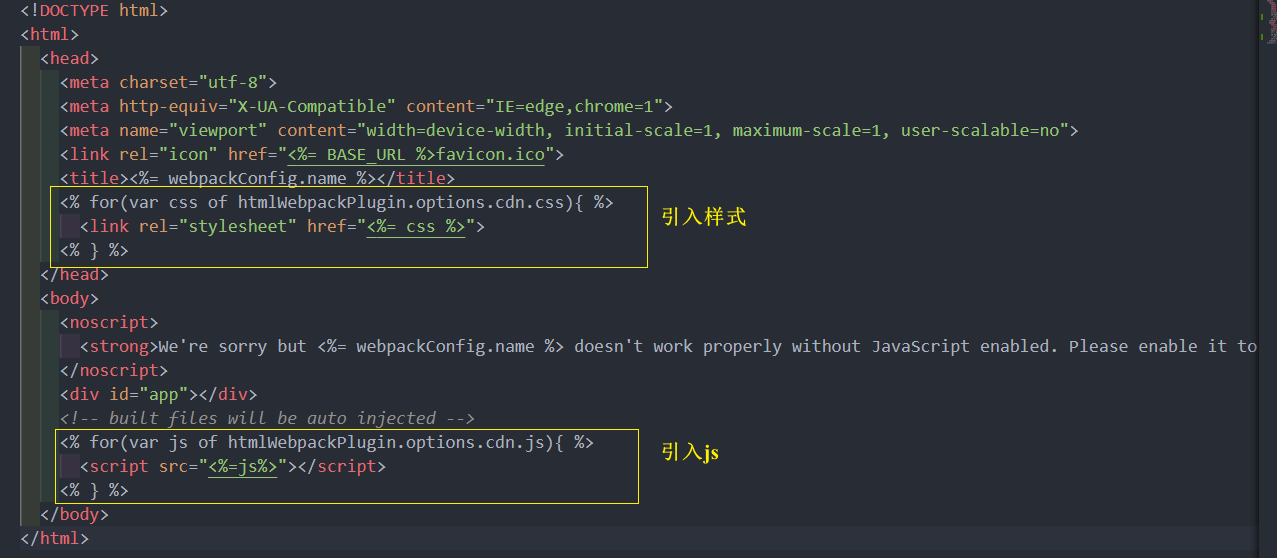 <!DOCTYPE html>
<html>
<head>
<meta charset="utf-8">
<meta http-equiv="X-UA-Compatible" content="IE=edge,chrome=1">
<meta name="viewport" content="width=device-width, initial-scale=1, maximum-scale=1, user-scalable=no">
<link rel="icon" href="<%= BASE_URL %>favicon.ico">
<title><%= webpackConfig.name %></title>
<% for(var css of htmlWebpackPlugin.options.cdn.css){ %>
引入样式
<link rel="stylesheet" href="<%= css %>">
<% } %>
</head>
<body>
<noscript>
<strong>We're sorry but <%= webpackConfig.name %> doesn't work properly without JavaScript enabled. Please enable it to
</noscript>
<div id="app"></div>
<!-- built files will be auto injected -->
<% for(var js of htmlWebpackPlugin.options.cdn.js){ %>
引入js
<script src="<%=js%>"></script>
<% } %>
</body>
</html>